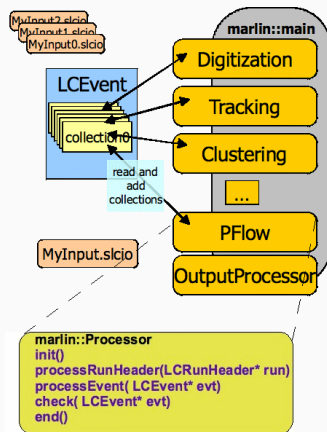 MyInput2.slcio
MyInput1.slcio
MyInput0.slcio
marlin::main
LCEvent
collection0
Digitization
Tracking
Clustering
...
read and
add
collections
PFlow
MyInput.slcio
OutputProcessor
marlin::Processor
init()
processRunHeader(LCRunHeader* run)
processEvent( LCEvent* evt)
check( LCEvent* evt)
end()